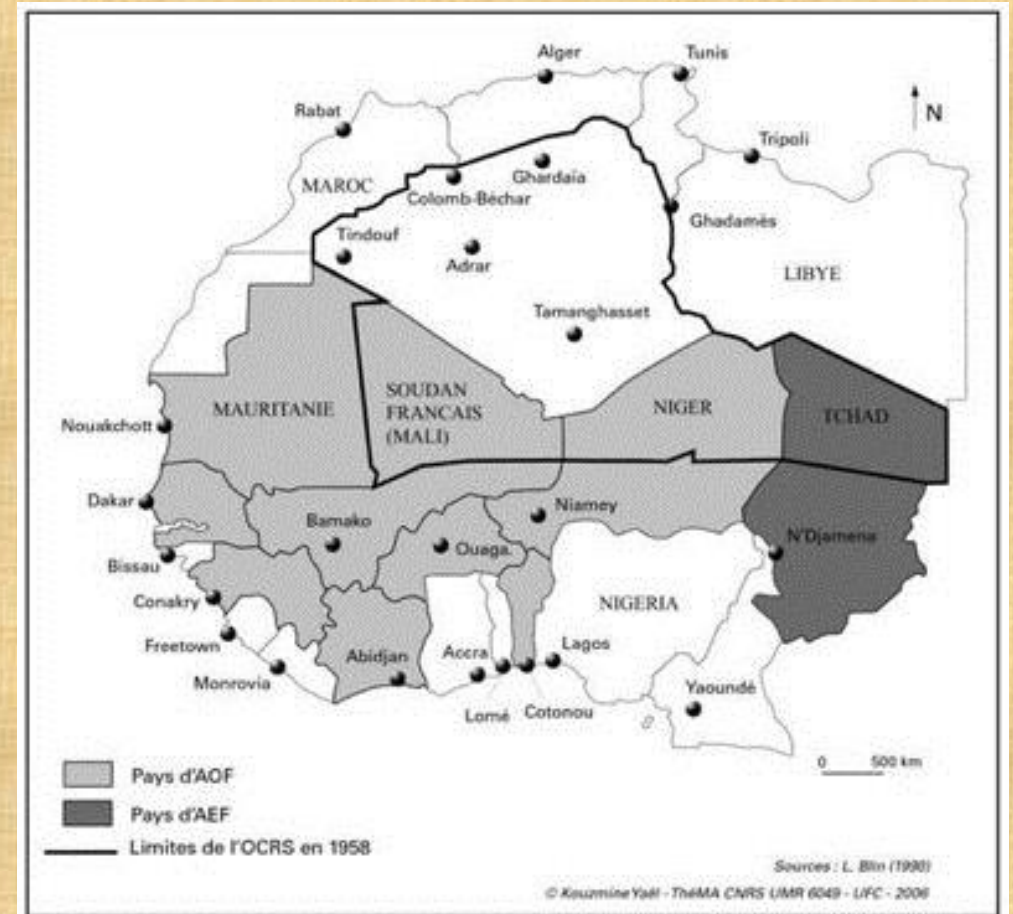 Alger
Tunis
N
Rabat
Tripoli
Ghardaïa
MAROC
Colomb-Béchar
Ghadamès
Tindouf
Adrar
LIBYE
Tamanghasset
SOUDAN
FRANCAIS
(MALI)
MAURITANIE
NIGER
TCHAD
Nouakchott
Dakar
Niamey
Bamako
N'Djamena
Ouaga.
Bissau
Conakry
NIGERIA
Freetown
Abidjan
Accra
Lagos
Monrovia
Yaoundé
Lomé
Cotonou
0 500 km
Pays d'AOF
Pays d'AEF
Limites de l'OCRS en 1958
Sources : L. Blin (1990)
© Kouzmine Yaël - ThéMA CNRS UMR 6049 - UFC - 2006